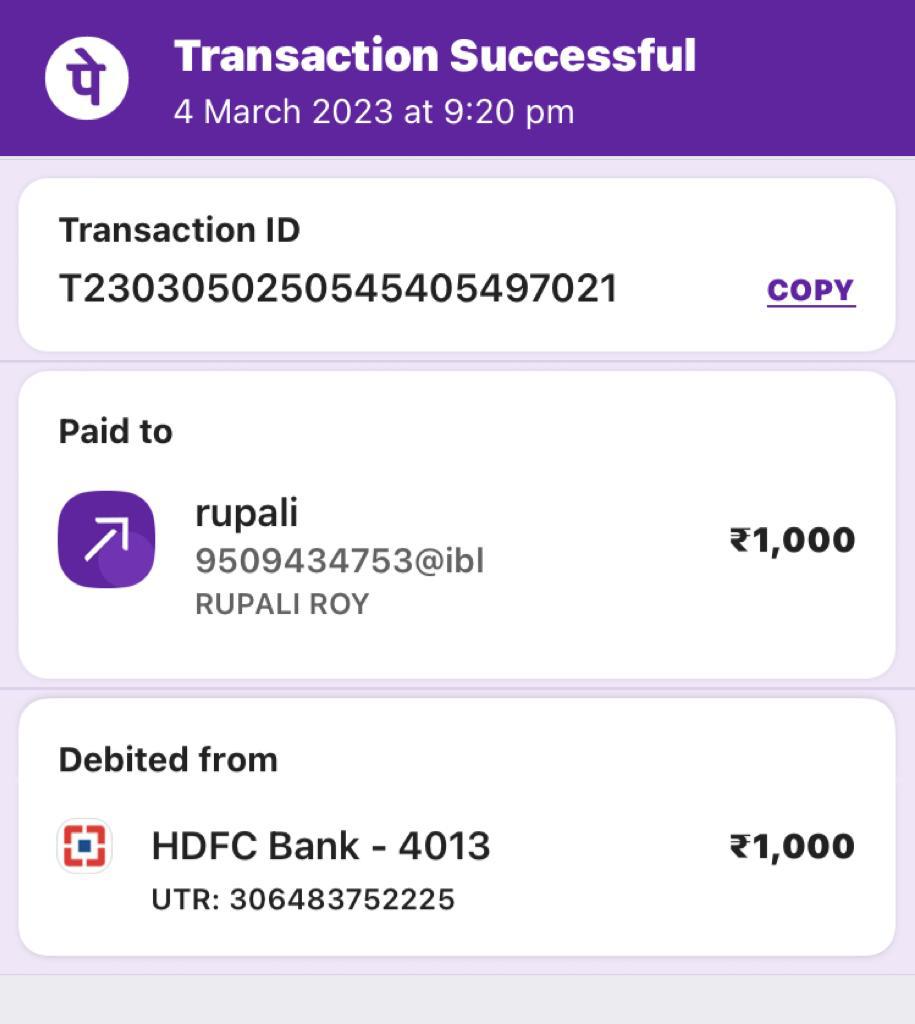 पे
Transaction Successful
4 March 2023 at 9:20 pm
Transaction ID
T2303050250545405497021
COPY
Paid to
rupali
9509434753@ibl
RUPALI ROY
₹1,000
Debited from
HDFC Bank - 4013
₹1,000
UTR: 306483752225